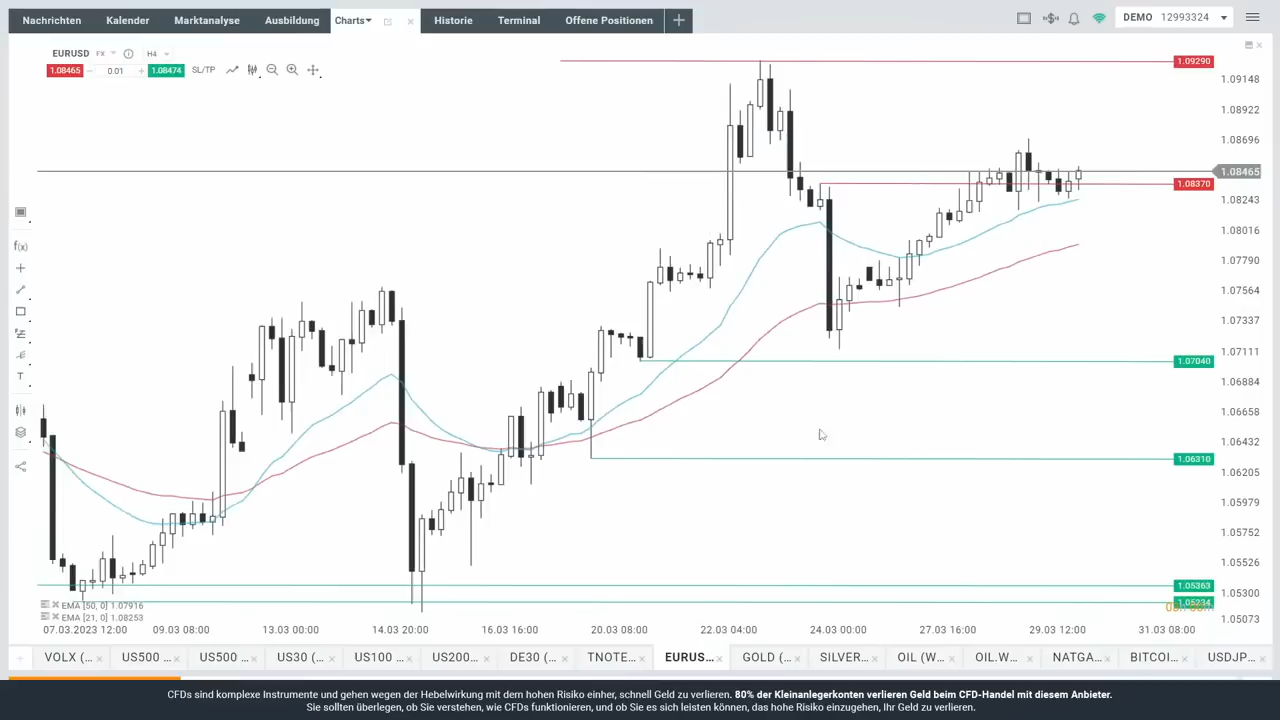 Nachrichten Kalender Marktanalyse Ausbildung Charts Historie Terminal Offene Positionen + DEMO 12993324
EURUSD FX H4
1.08465 0.01 1.08474 SL/TP
1.09290
1.09148
1.08922
1.08696
1.08465
1.08370
1.08243
1.08016
1.07790
1.07564
1.07337
1.07111
1.07040
1.06884
1.06658
1.06432
1.06310
1.06205
1.05979
1.05752
1.05526
1.05363
1.05300
1.05234
1.05073
f(x)
T
EMA [50, 0] 1.07916
EMA [21, 0] 1.08253
07.03.2023 12:00 09.03 08:00 13.03 00:00 14.03 20:00 16.03 16:00 20.03 08:00 22.03 04:00 24.03 00:00 27.03 16:00 29.03 12:00 31.03 08:00
VOLX (... US500 ... US500 ... US30 (... US100 ... US200... DE30 (... TNOTE... EURUS... GOLD (... SILVER... OIL (W... OIL.W... NATGA... BITCOI... USDJP...
CFDs sind komplexe Instrumente und gehen wegen der Hebelwirkung mit dem hohen Risiko einher, schnell Geld zu verlieren. 80% der Kleinanlegerkonten verlieren Geld beim CFD-Handel mit diesem Anbieter.
Sie sollten überlegen, ob Sie verstehen, wie CFDs funktionieren, und ob Sie es sich leisten können, das hohe Risiko einzugehen, Ihr Geld zu verlieren.